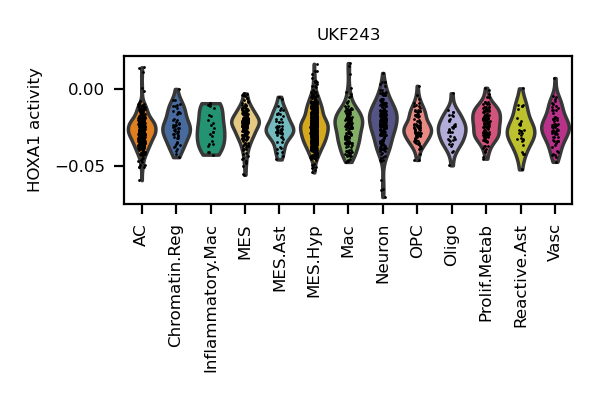 UKF243
HOXA1 activity
0.00
−0.05
AC
Chromatin.Reg
Inflammatory.Mac
MES
MES.Ast
MES.Hyp
Mac
Neuron
OPC
Oligo
Prolif.Metab
Reactive.Ast
Vasc